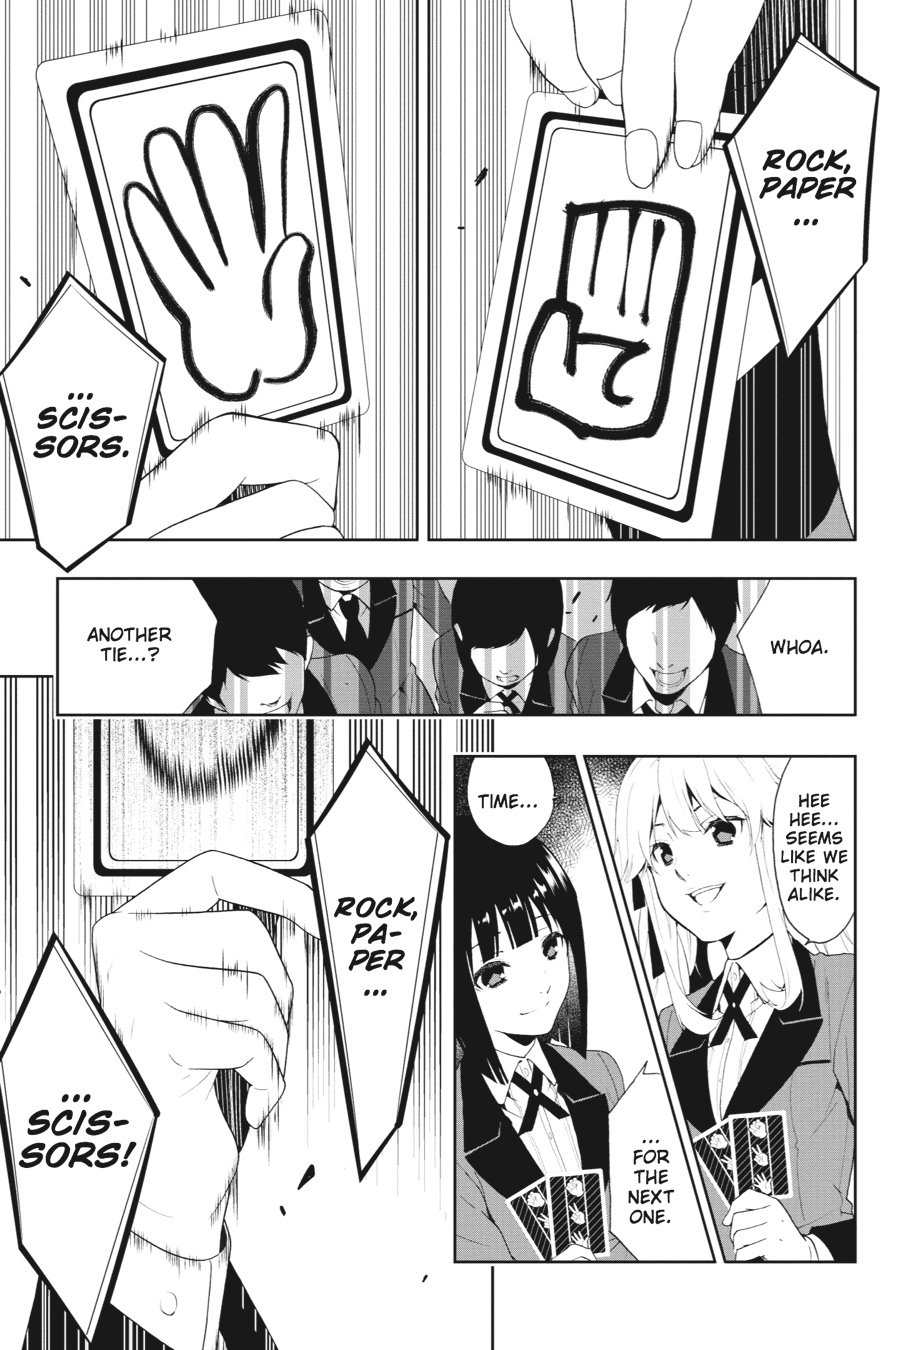 ROCK,
PAPER
...
...
SCIS-
SORS.
WHOA.
ANOTHER
TIE...?
HEE
HEE...
SEEMS
LIKE WE
THINK
ALIKE.
TIME...
...
FOR
THE
NEXT
ONE.
ROCK,
PA-
PER
...
...
SCIS-
SORS!